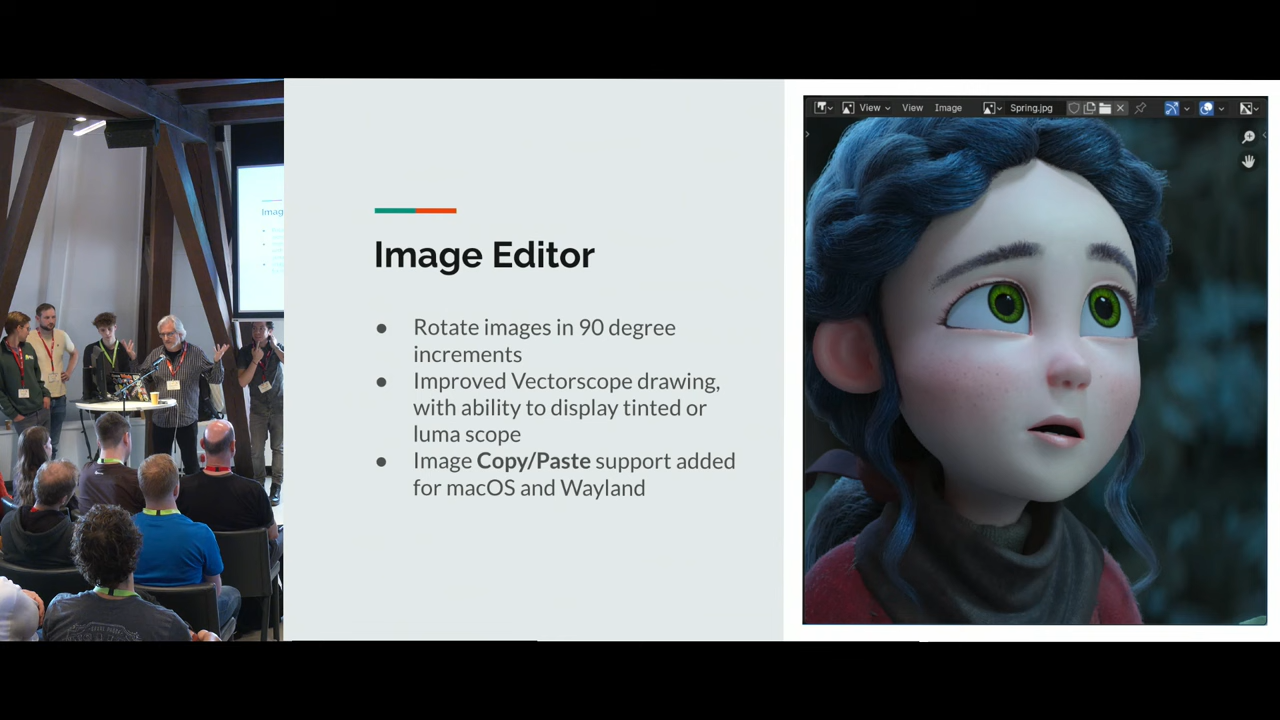 Imag
Image Editor
● Rotate images in 90 degree
increments
● Improved Vectorscope drawing,
with ability to display tinted or
luma scope
● Image Copy/Paste support added
for macOS and Wayland
View View Image Spring.jpg